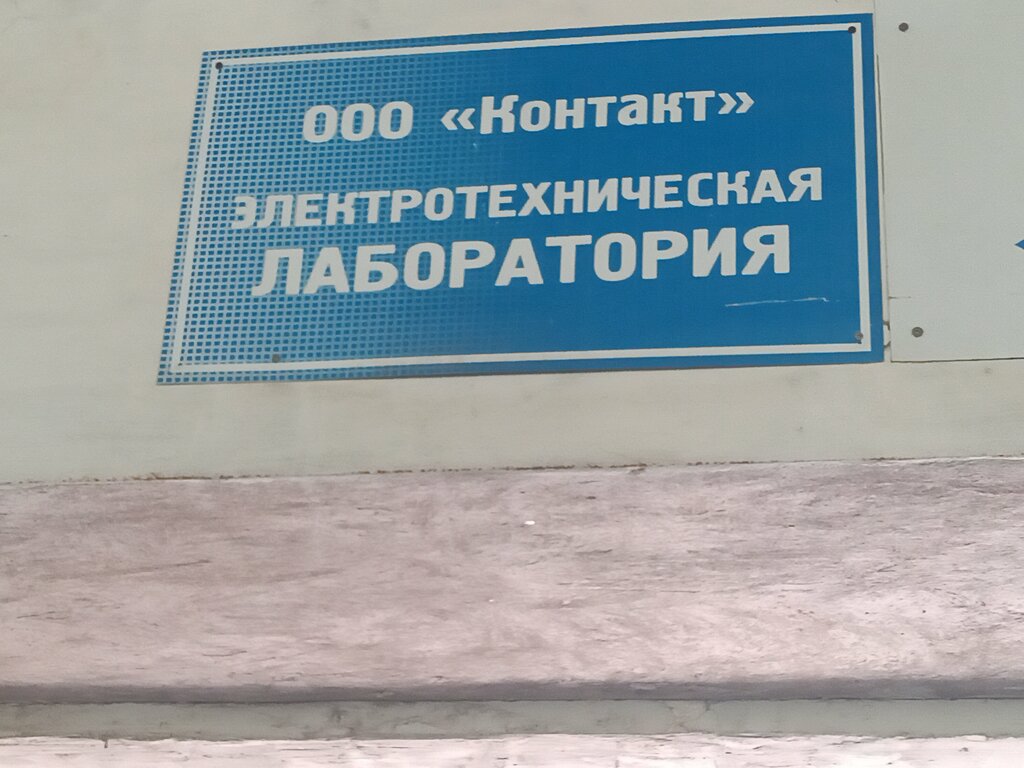 ООО «Контакт»
ЭЛЕКТРОТЕХНИЧЕСКАЯ
ЛАБОРАТОРИЯ